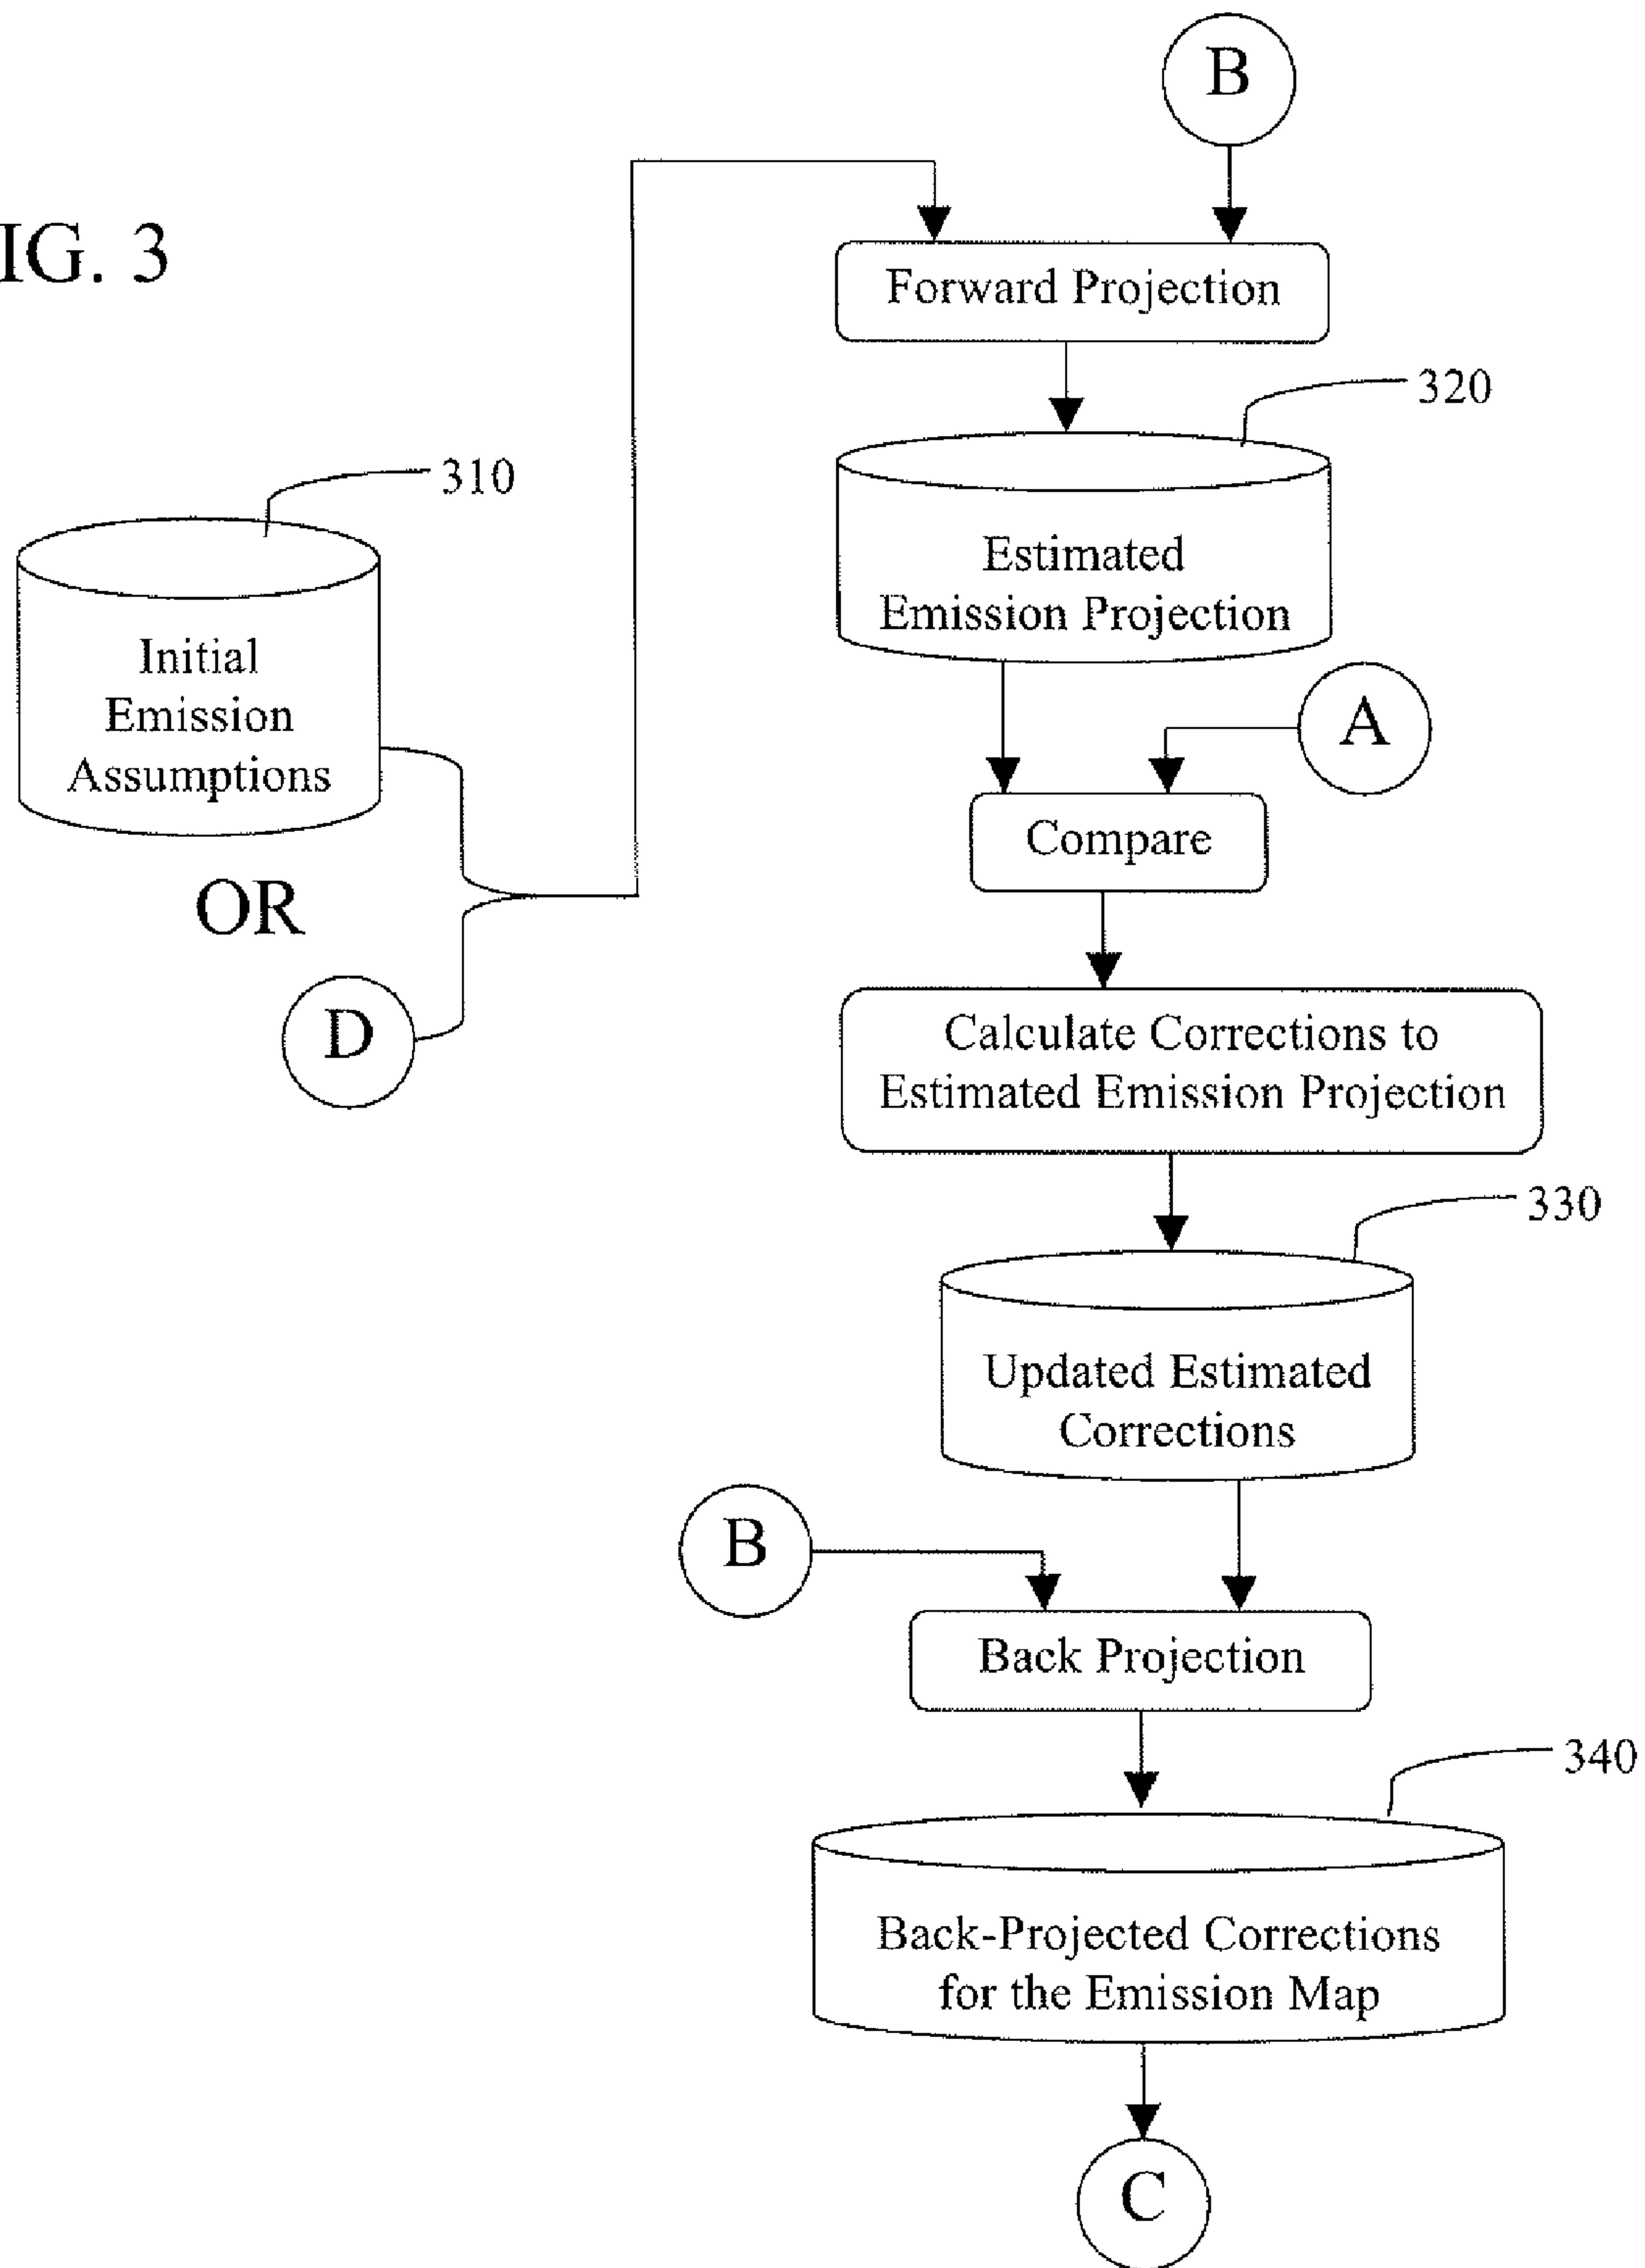 B
IG. 3
Forward Projection
320
310
Estimated
Emission Projection
Initial
Emission
Assumptions
A
Compare
OR
D
Calculate Corrections to
Estimated Emission Projection
330
Updated Estimated
Corrections
B
Back Projection
340
Back-Projected Corrections
for the Emission Map
C